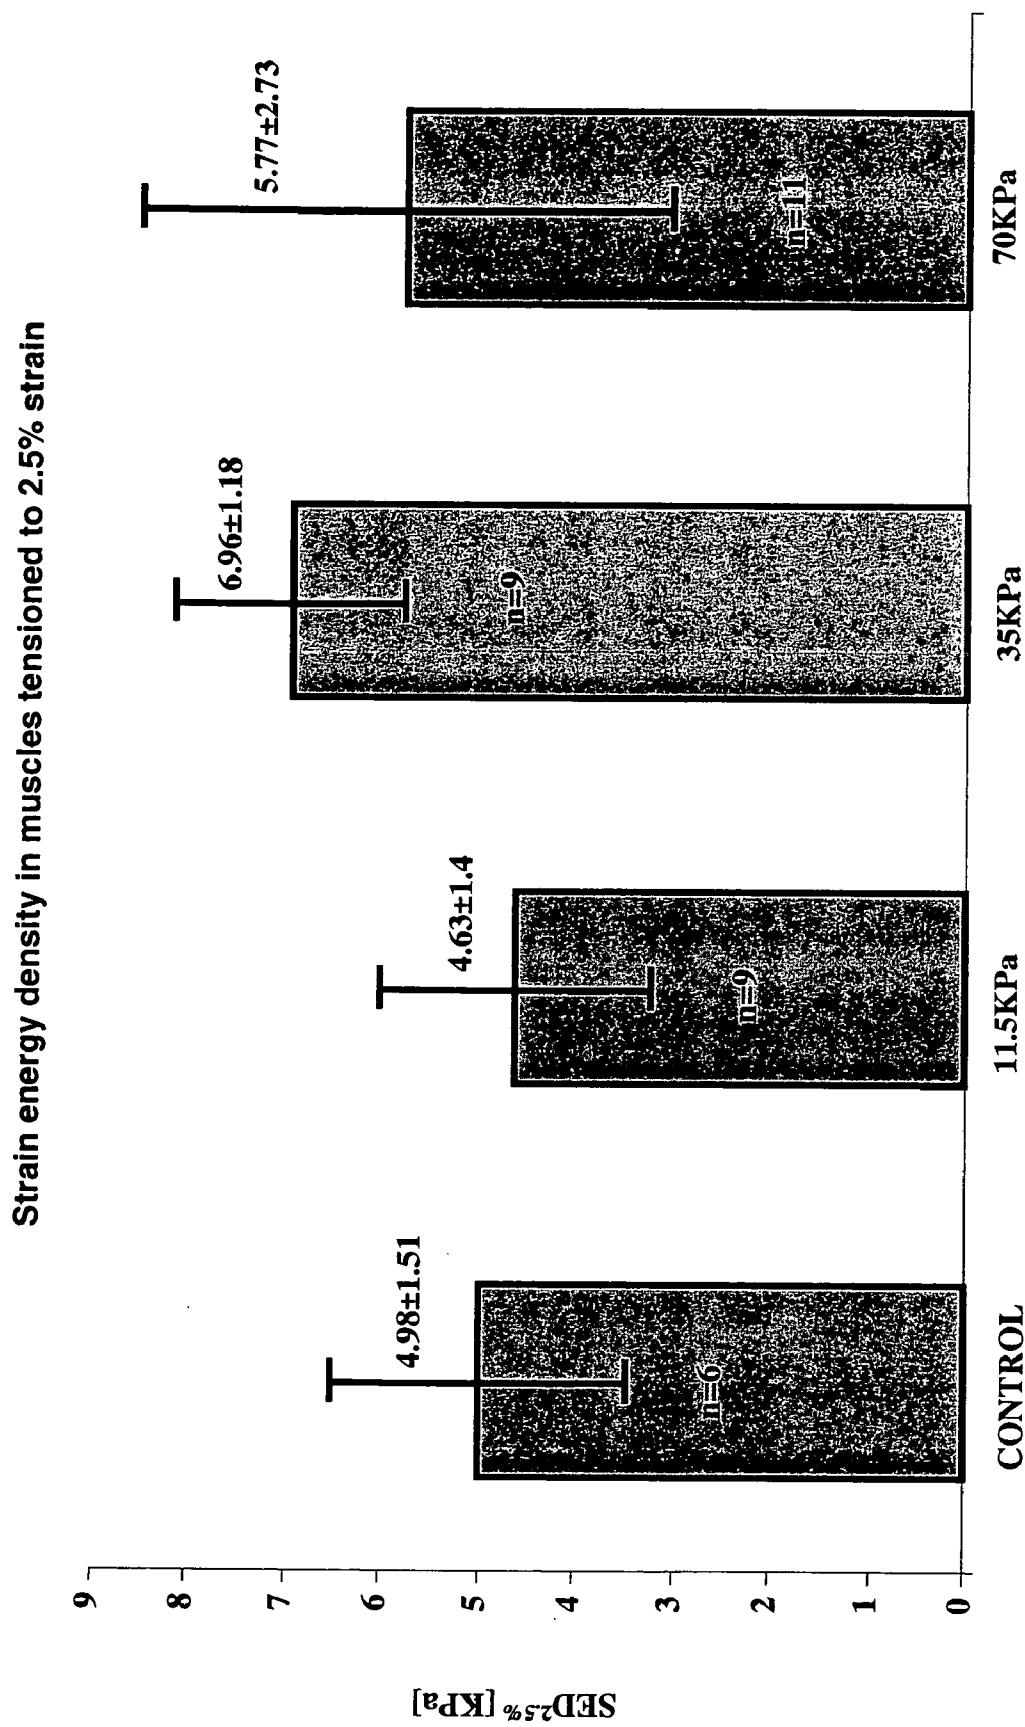 Strain energy density in muscles tensioned to 2.5% strain
SED2.5% [KPa]
9
8
7
6
5
4
3
2
1
0
4.98±1.51
4.63±1.4
6.96±1.18
5.77±2.73
n=6
n=9
n=9
n=11
CONTROL
11.5KPa
35KPa
70KPa